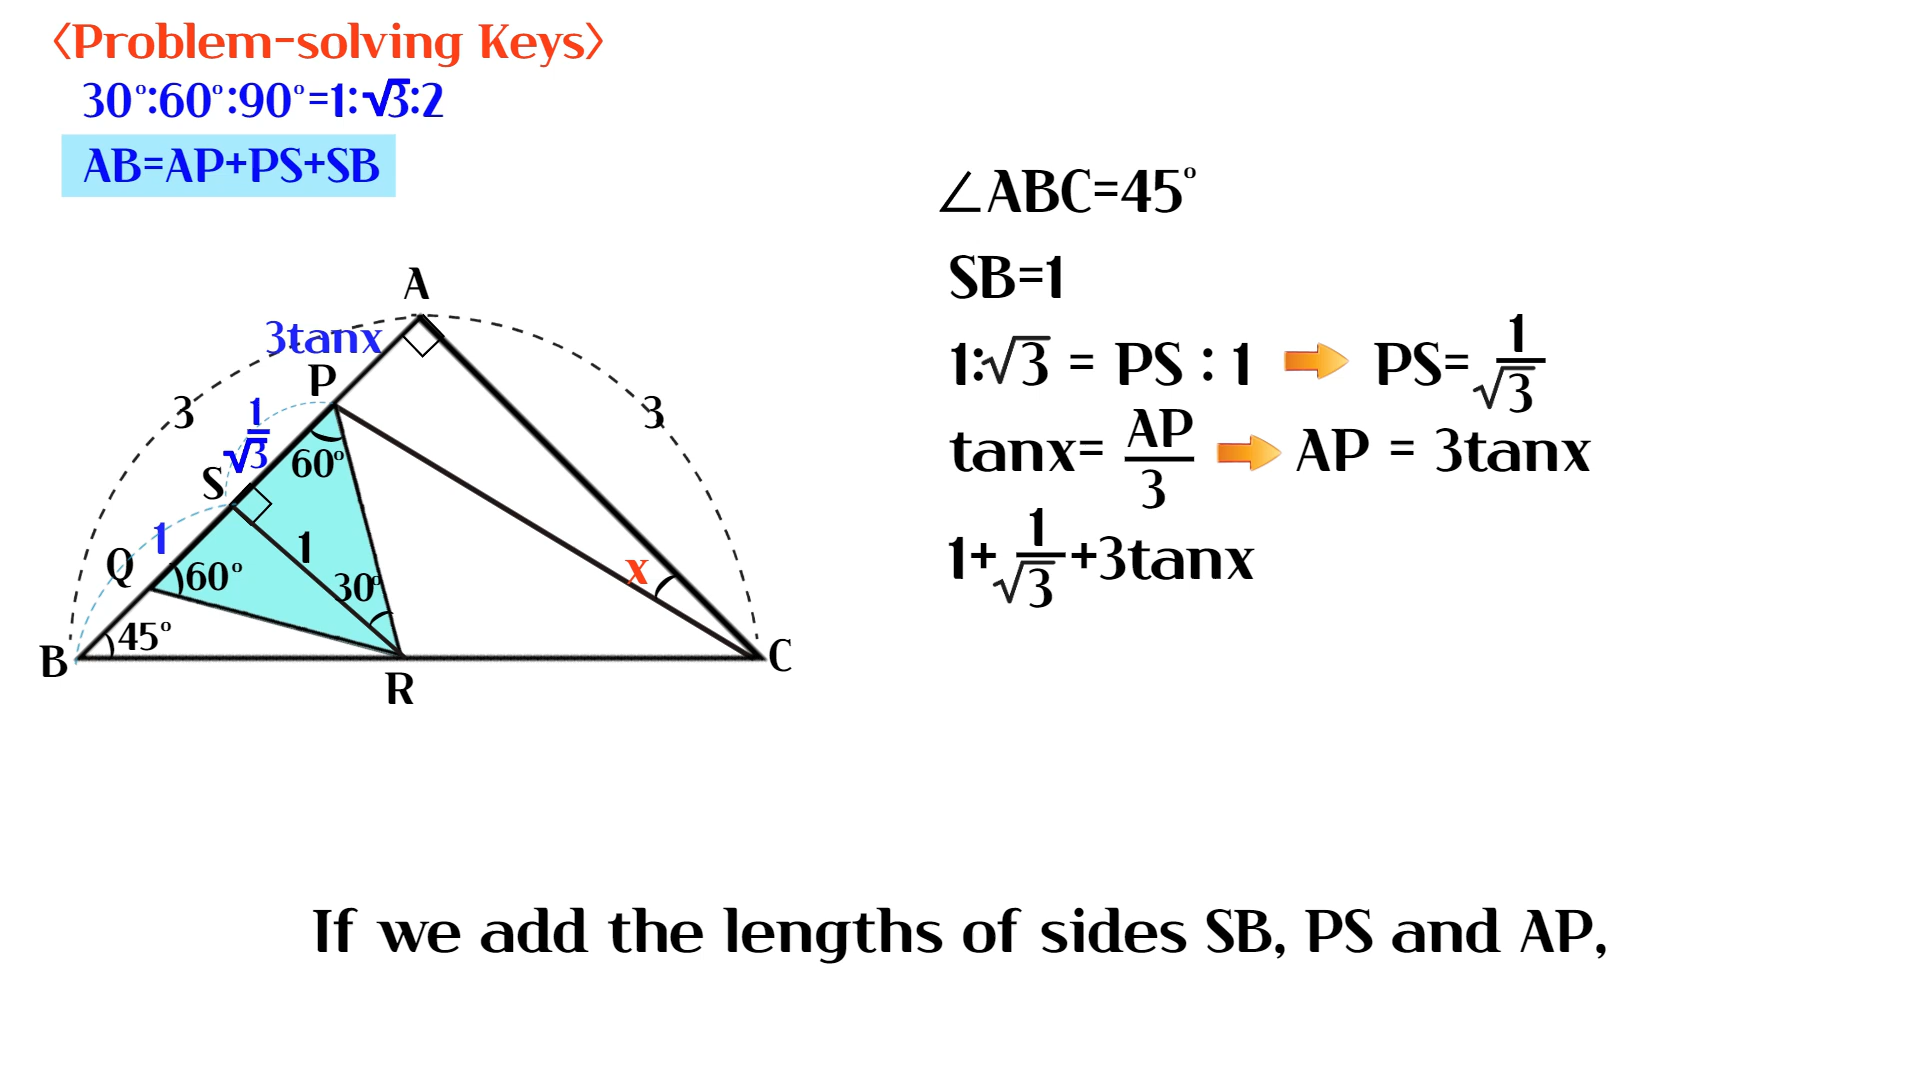 〈Problem-solving Keys〉
30°:60°:90°=1:√3:2
AB=AP+PS+SB
∠ABC=45°
SB=1
1:√3 = PS : 1 ➡ PS= 1/√3
tanx= AP/3 ➡ AP = 3tanx
1+ 1/√3 +3tanx
A
3tanx
P
3
3
1/√3
60°
S
1
1
Q
60°
30°
x
45°
B
C
R
If we add the lengths of sides SB, PS and AP,